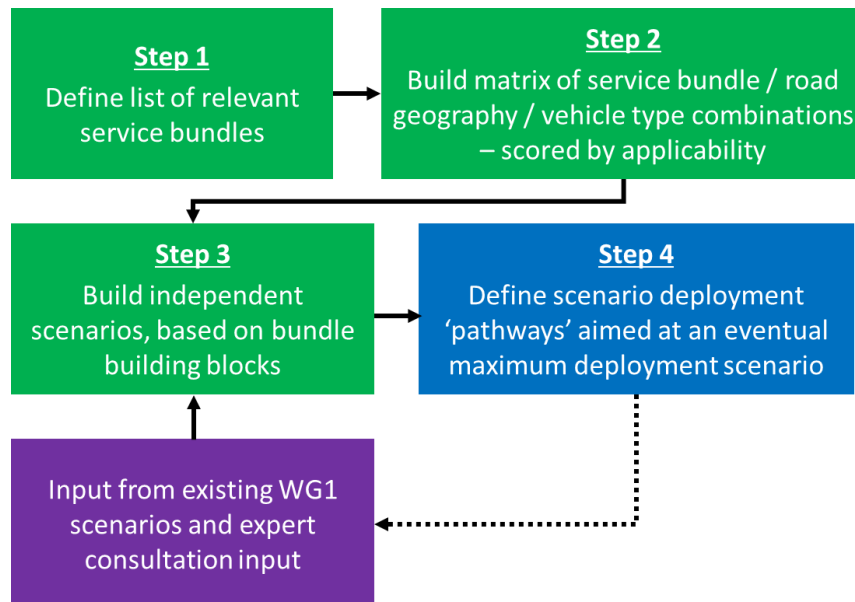 Step 1
Define list of relevant
service bundles
Step 2
Build matrix of service bundle / road
geography / vehicle type combinations
– scored by applicability
Step 3
Build independent
scenarios, based on bundle
building blocks
Step 4
Define scenario deployment
‘pathways’ aimed at an eventual
maximum deployment scenario
Input from existing WG1
scenarios and expert
consultation input